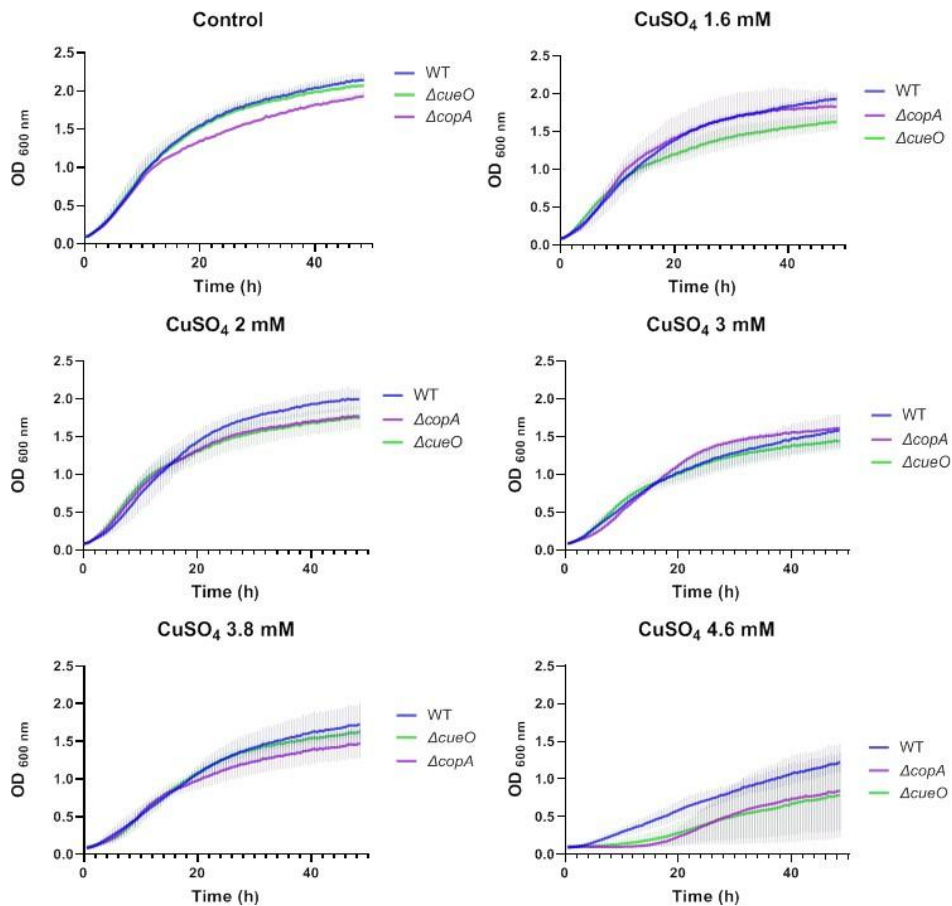 Control
2.5
2.0
1.5
1.0
0.5
0.0
OD 600 nm
0 20 40
Time (h)
WT
ΔcueO
ΔcopA
CuSO4 1.6 mM
2.5
2.0
1.5
1.0
0.5
0.0
OD 600 nm
0 20 40
Time (h)
WT
ΔcopA
ΔcueO
CuSO4 2 mM
2.5
2.0
1.5
1.0
0.5
0.0
OD 600 nm
0 20 40
Time (h)
WT
ΔcopA
ΔcueO
CuSO4 3 mM
2.5
2.0
1.5
1.0
0.5
0.0
OD 600 nm
0 20 40
Time (h)
WT
ΔcopA
ΔcueO
CuSO4 3.8 mM
2.5
2.0
1.5
1.0
0.5
0.0
OD 600 nm
0 20 40
Time (h)
WT
ΔcueO
ΔcopA
CuSO4 4.6 mM
2.5
2.0
1.5
1.0
0.5
0.0
OD 600 nm
0 20 40
Time (h)
WT
ΔcopA
ΔcueO